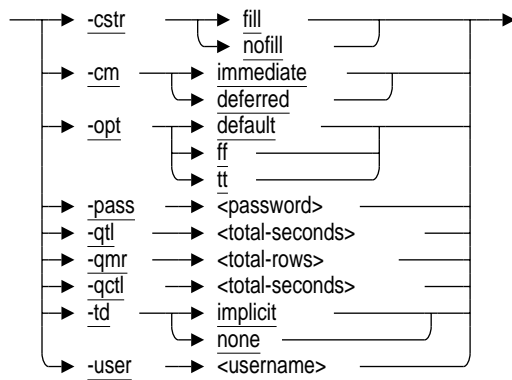 -cstr fill
nofill
-cm immediate
deferred
-opt default
ff
tt
-pass <password>
-qtl <total-seconds>
-qmr <total-rows>
-qctl <total-seconds>
-td implicit
none
-user <username>